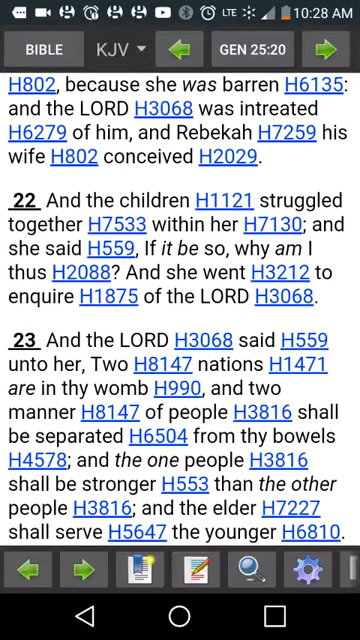 LTE 10:28 AM
BIBLE KJV GEN 25:20
H802, because she was barren H6135:
and the LORD H3068 was intreated
H6279 of him, and Rebekah H7259 his
wife H802 conceived H2029.
22 And the children H1121 struggled
together H7533 within her H7130; and
she said H559, If it be so, why am I
thus H2088? And she went H3212 to
enquire H1875 of the LORD H3068.
23 And the LORD H3068 said H559
unto her, Two H8147 nations H1471
are in thy womb H990, and two
manner H8147 of people H3816 shall
be separated H6504 from thy bowels
H4578; and the one people H3816
shall be stronger H553 than the other
people H3816; and the elder H7227
shall serve H5647 the younger H6810.